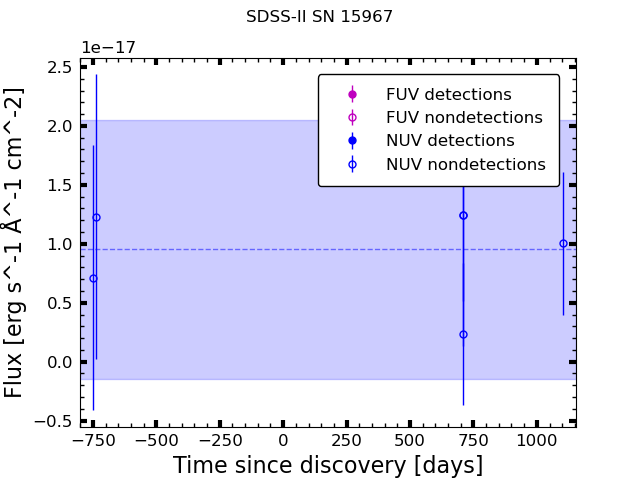 SDSS-II SN 15967
1e−17
2.5
2.0
1.5
1.0
0.5
0.0
−0.5
Flux [erg s^-1 Å^-1 cm^-2]
FUV detections
FUV nondetections
NUV detections
NUV nondetections
−750 −500 −250 0 250 500 750 1000
Time since discovery [days]